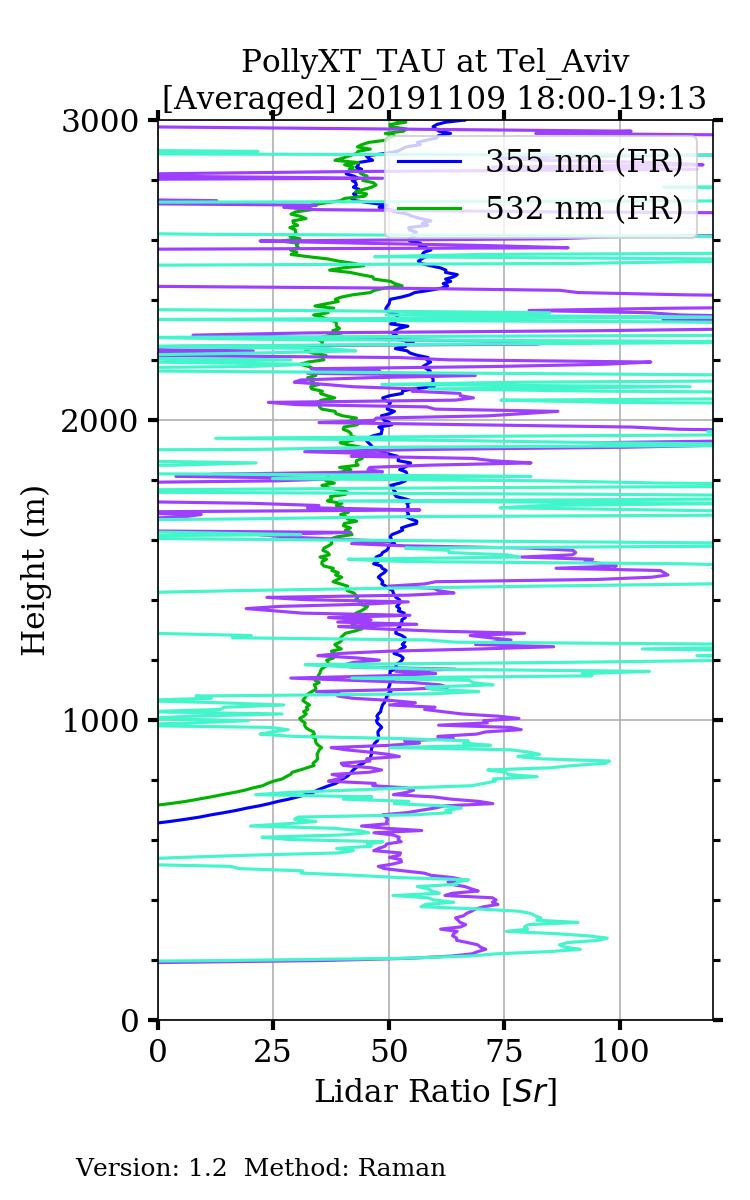 PollyXT_TAU at Tel_Aviv
[Averaged] 20191109 18:00-19:13
3000
2000
1000
0
Height (m)
355 nm (FR)
532 nm (FR)
0 25 50 75 100
Lidar Ratio [Sr]
Version: 1.2 Method: Raman